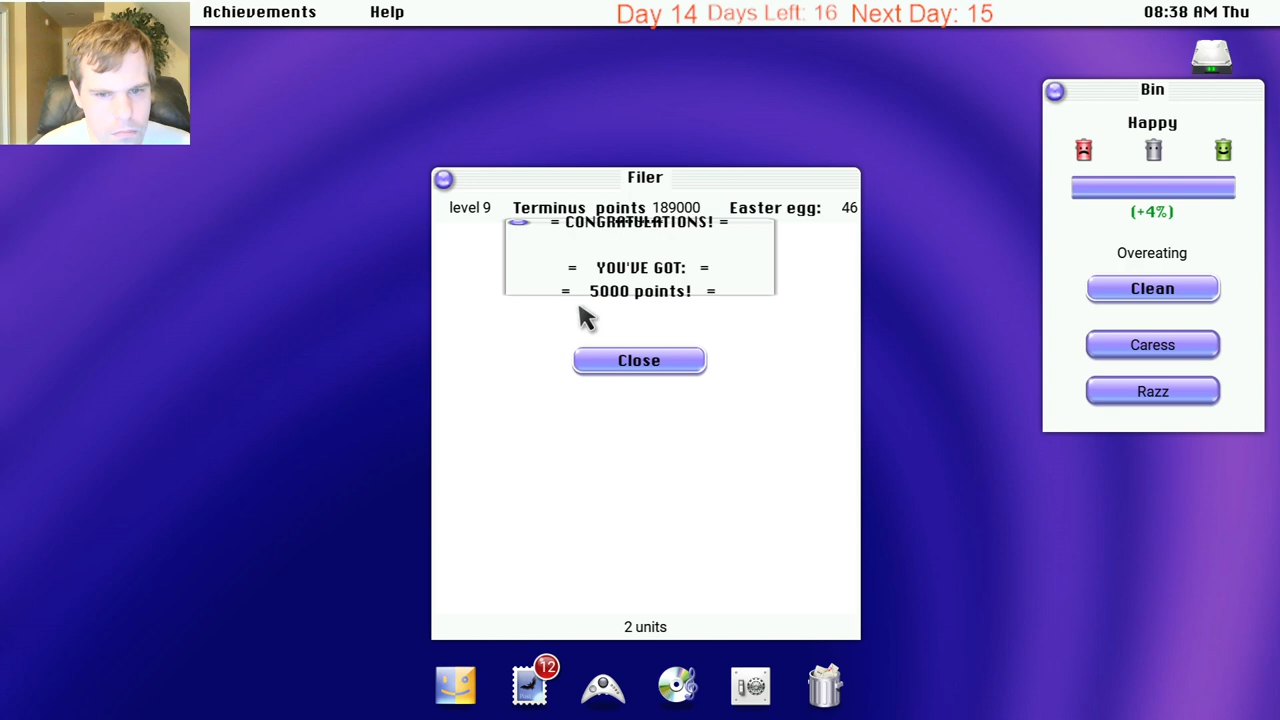 Achievements Help Day 14 Days Left: 16 Next Day: 15 08:38 AM Thu
Bin
Happy
(+4%)
Overeating
Clean
Caress
Razz
Filer
level 9 Terminus points 189000 Easter egg: 46
= CONGRATULATIONS! =
= YOU'VE GOT: =
= 5000 points! =
Close
2 units
12